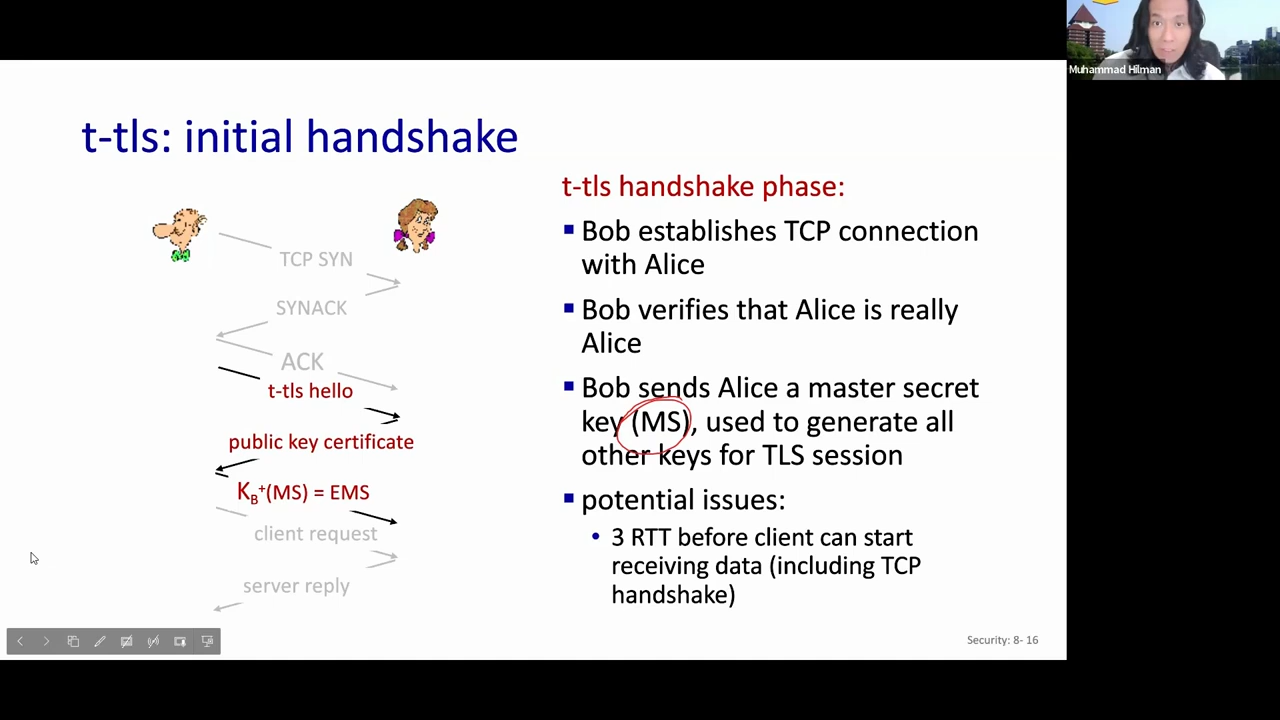 Muhammad Hilman
t-tls: initial handshake
TCP SYN
SYNACK
ACK
t-tls hello
public key certificate
K_B⁺(MS) = EMS
client request
server reply
t-tls handshake phase:
▪ Bob establishes TCP connection
with Alice
▪ Bob verifies that Alice is really
Alice
▪ Bob sends Alice a master secret
key (MS), used to generate all
other keys for TLS session
▪ potential issues:
• 3 RTT before client can start
receiving data (including TCP
handshake)
Security: 8- 16